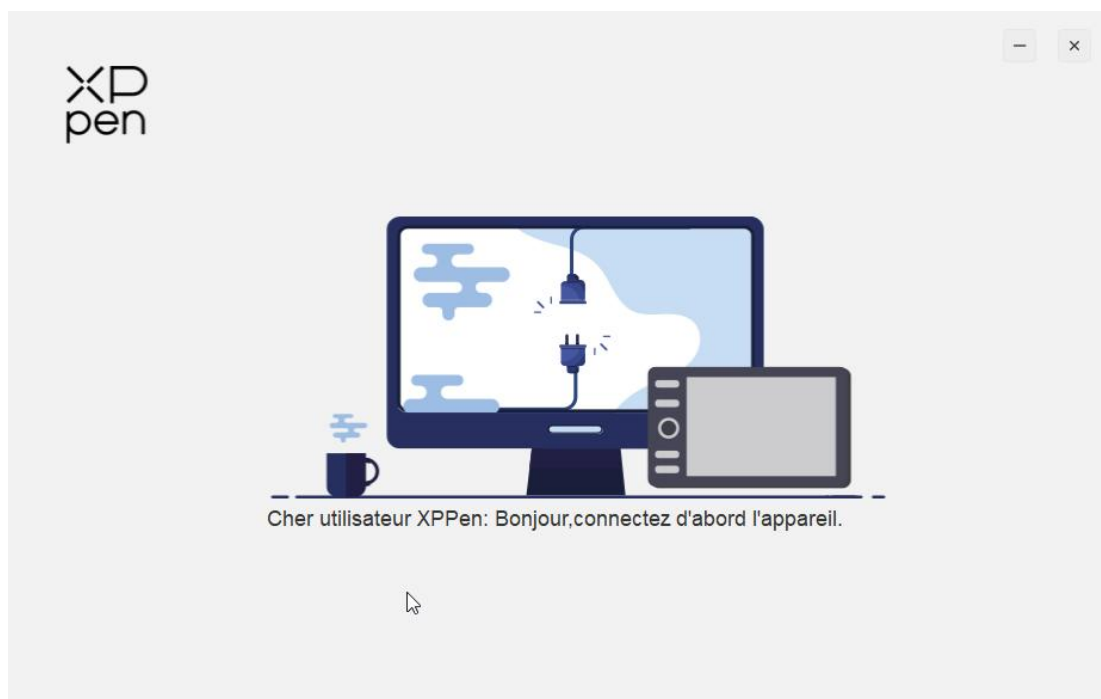 XP
pen
Cher utilisateur XPPen: Bonjour,connectez d'abord l'appareil.